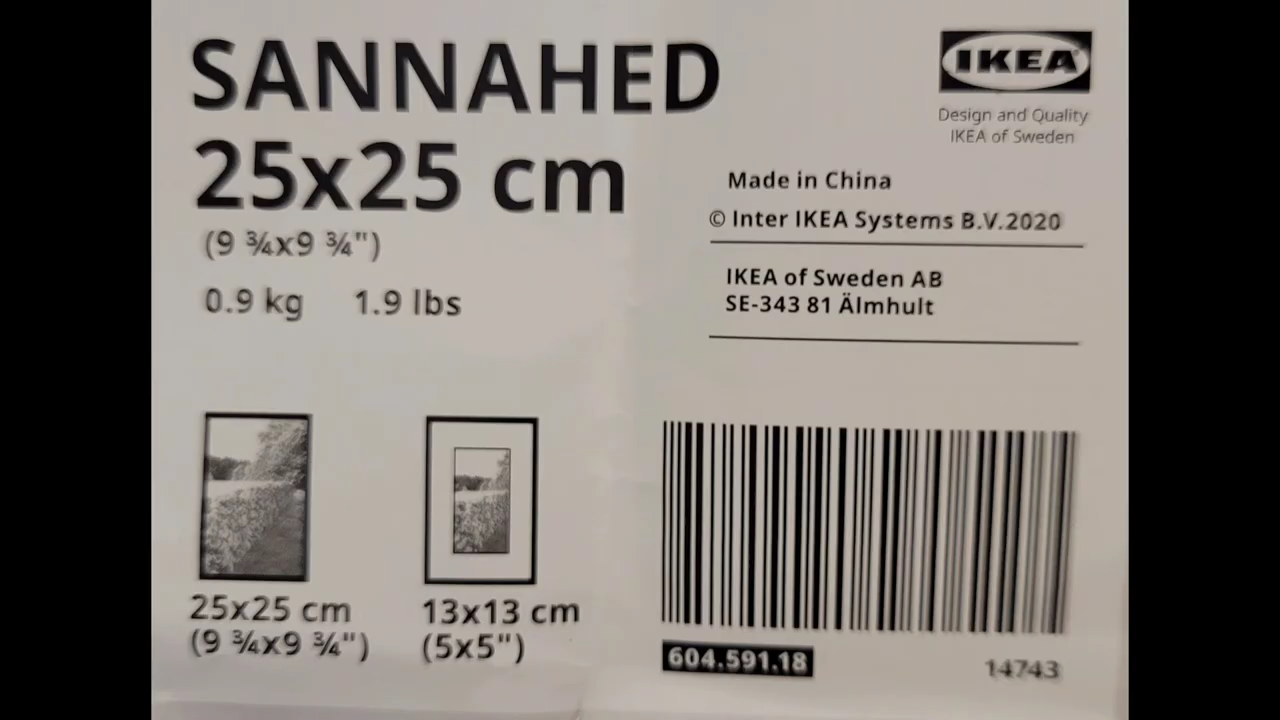 SANNAHED
25x25 cm
(9 ¾x9 ¾")
0.9 kg 1.9 lbs
IKEA
Design and Quality
IKEA of Sweden
Made in China
© Inter IKEA Systems B.V.2020
IKEA of Sweden AB
SE-343 81 Älmhult
25x25 cm
(9 ¾x9 ¾")
13x13 cm
(5x5")
604.591.18
14743